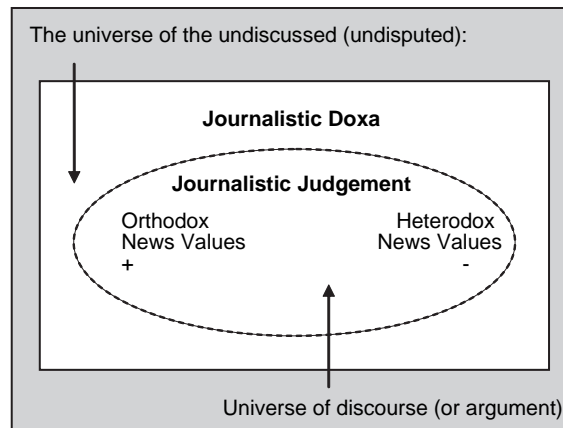 The universe of the undiscussed (undisputed):
Journalistic Doxa
Journalistic Judgement
Orthodox Heterodox
News Values News Values
+ -
Universe of discourse (or argument)